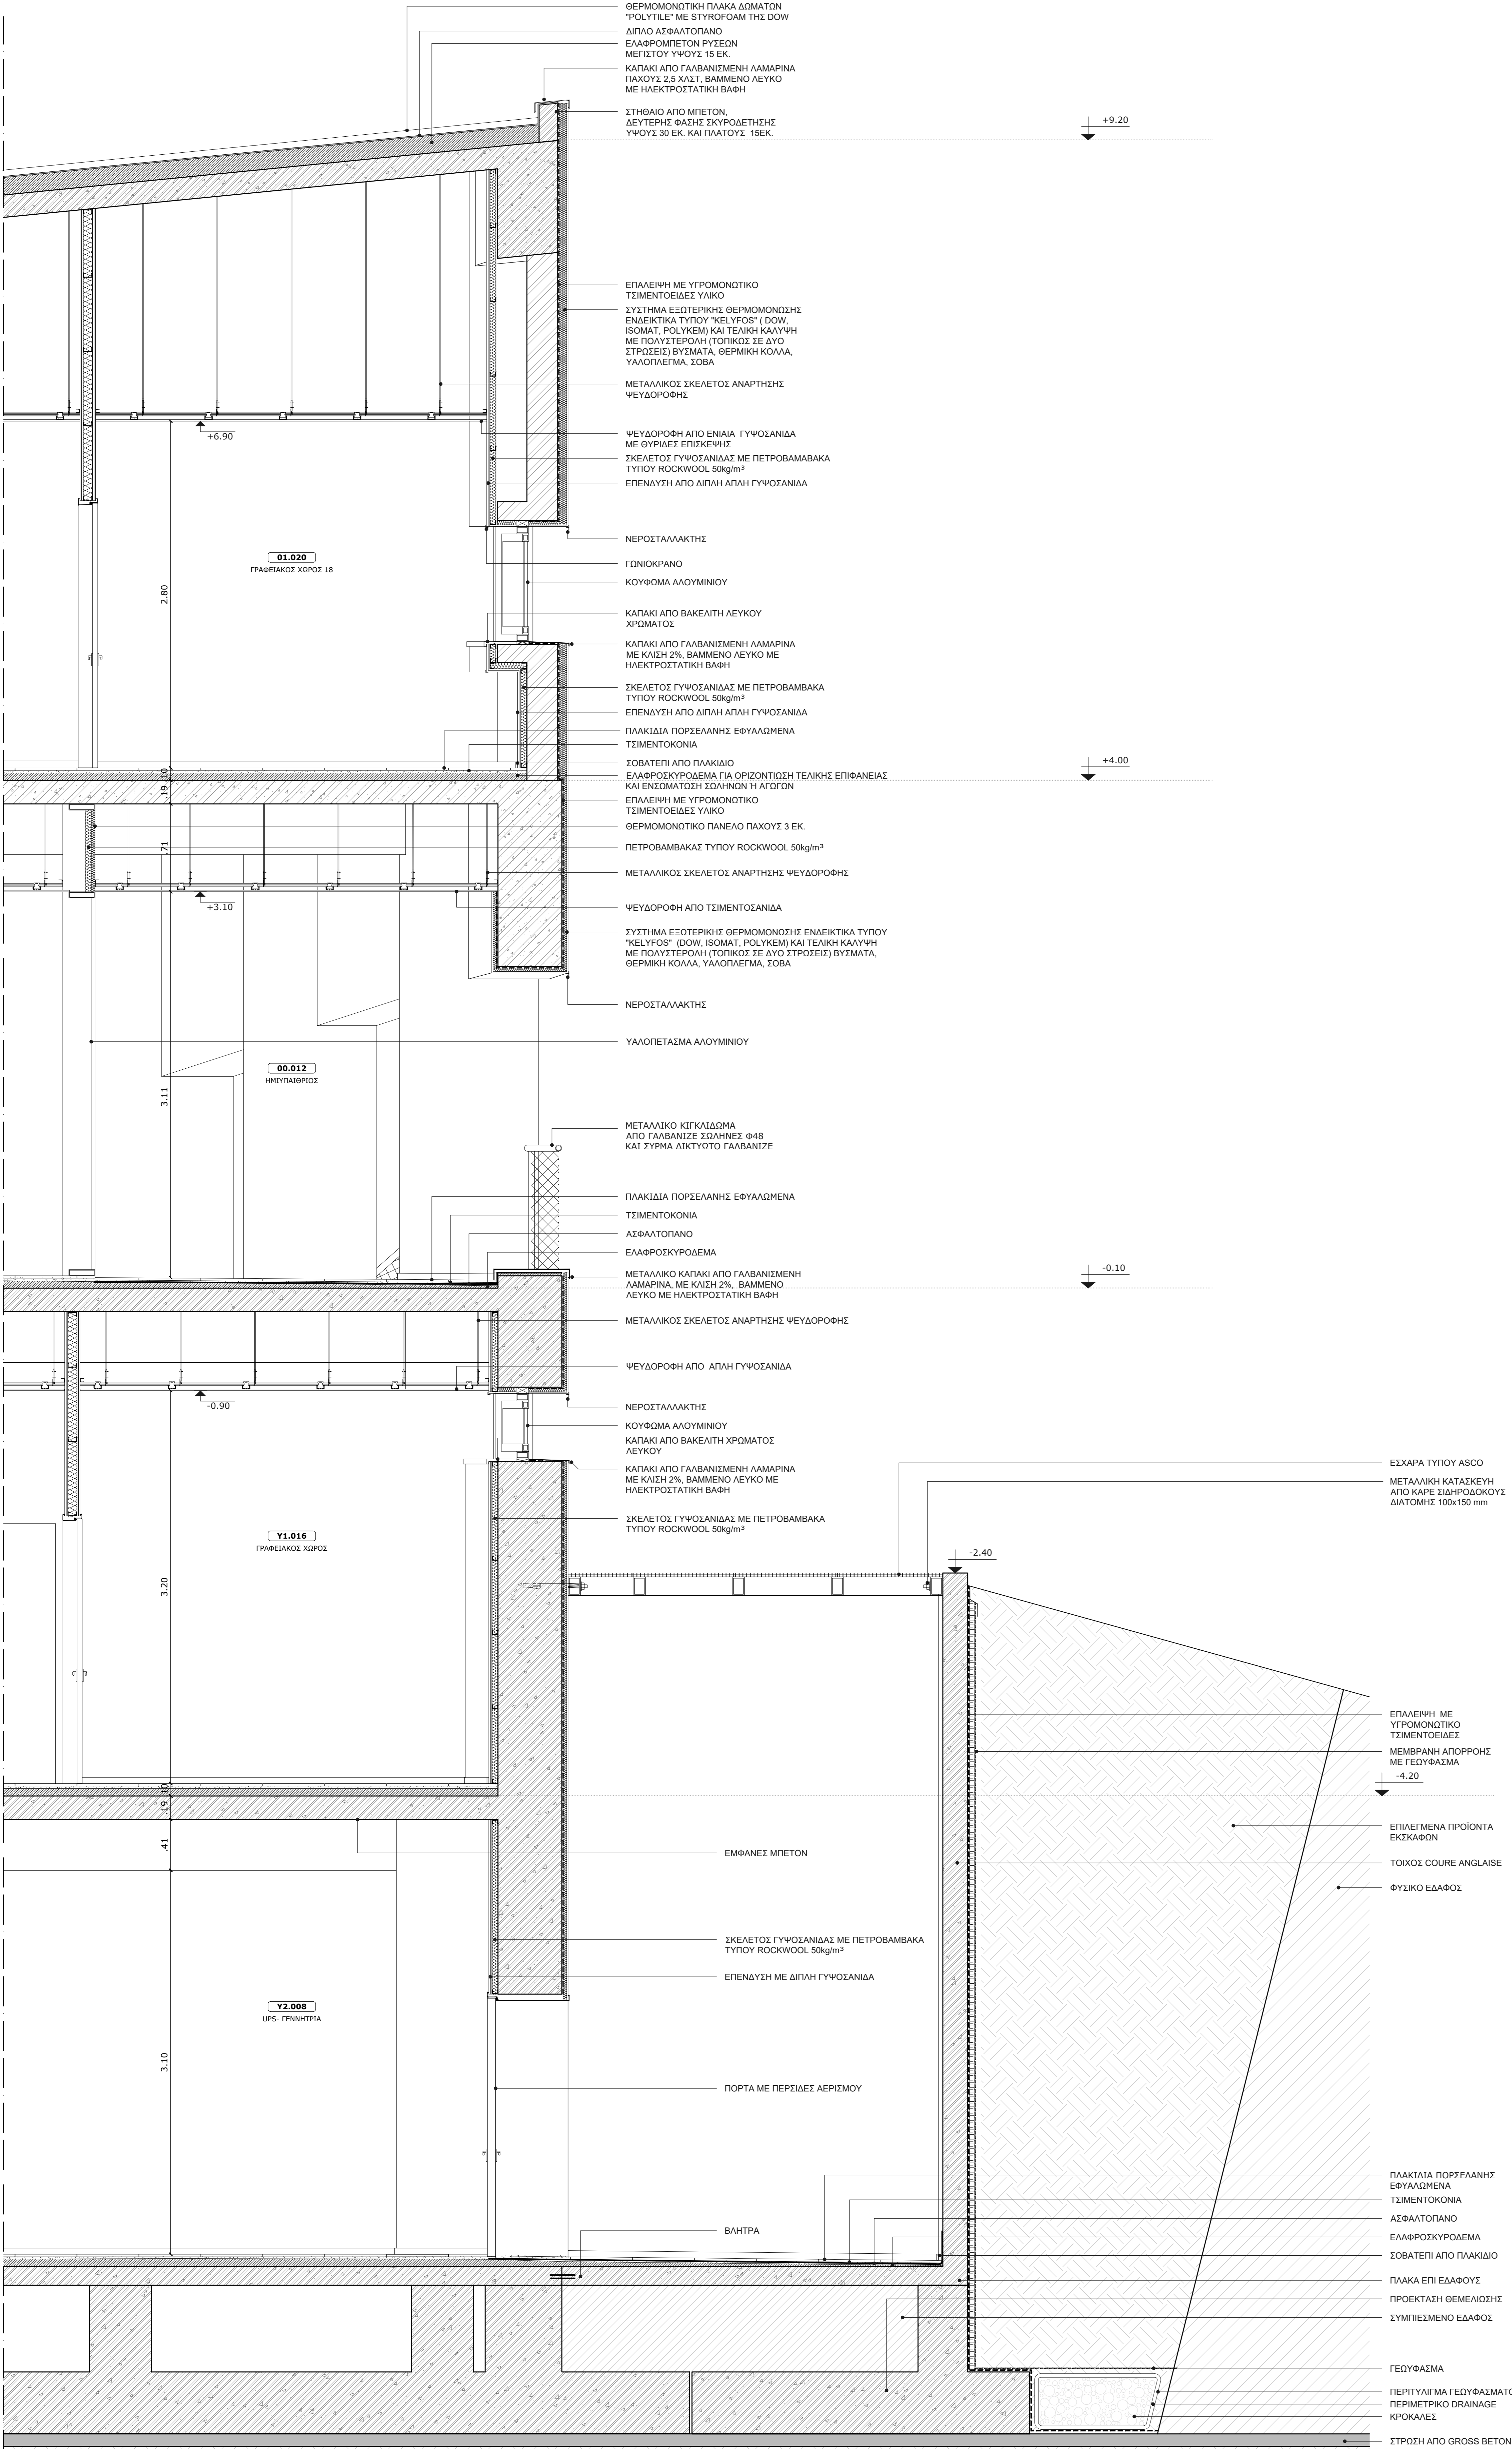 ΘΕΡΜΟΜΟΝΩΤΙΚΗ ΠΛΑΚΑ ΔΩΜΑΤΩΝ
"POLYTILE" ΜΕ STYROFOAM ΤΗΣ DOW
ΔΙΠΛΟ ΑΣΦΑΛΤΟΠΑΝΟ
ΕΛΑΦΡΟΜΠΕΤΟΝ ΡΥΣΕΩΝ
ΜΕΓΙΣΤΟΥ ΥΨΟΥΣ 15 ΕΚ.
ΚΑΠΑΚΙ ΑΠΟ ΓΑΛΒΑΝΙΣΜΕΝΗ ΛΑΜΑΡΙΝΑ
ΠΑΧΟΥΣ 2,5 ΧΛΣΤ, ΒΑΜΜΕΝΟ ΛΕΥΚΟ
ΜΕ ΗΛΕΚΤΡΟΣΤΑΤΙΚΗ ΒΑΦΗ
ΣΤΗΘΑΙΟ ΑΠΟ ΜΠΕΤΟΝ,
ΔΕΥΤΕΡΗΣ ΦΑΣΗΣ ΣΚΥΡΟΔΕΤΗΣΗΣ
ΥΨΟΥΣ 30 ΕΚ. ΚΑΙ ΠΛΑΤΟΥΣ 15ΕΚ.
+9.20
ΕΠΑΛΕΙΨΗ ΜΕ ΥΓΡΟΜΟΝΩΤΙΚΟ
ΤΣΙΜΕΝΤΟΕΙΔΕΣ ΥΛΙΚΟ
ΣΥΣΤΗΜΑ ΕΞΩΤΕΡΙΚΗΣ ΘΕΡΜΟΜΟΝΩΣΗΣ
ΕΝΔΕΙΚΤΙΚΑ ΤΥΠΟΥ "KELYFOS" ( DOW,
ISOMAT, POLYKEM) ΚΑΙ ΤΕΛΙΚΗ ΚΑΛΥΨΗ
ΜΕ ΠΟΛΥΣΤΕΡΟΛΗ (ΤΟΠΙΚΩΣ ΣΕ ΔΥΟ
ΣΤΡΩΣΕΙΣ) ΒΥΣΜΑΤΑ, ΘΕΡΜΙΚΗ ΚΟΛΛΑ,
ΥΑΛΟΠΛΕΓΜΑ, ΣΟΒΑ
ΜΕΤΑΛΛΙΚΟΣ ΣΚΕΛΕΤΟΣ ΑΝΑΡΤΗΣΗΣ
ΨΕΥΔΟΡΟΦΗΣ
+6.90
ΨΕΥΔΟΡΟΦΗ ΑΠΟ ΕΝΙΑΙΑ ΓΥΨΟΣΑΝΙΔΑ
ΜΕ ΘΥΡΙΔΕΣ ΕΠΙΣΚΕΨΗΣ
ΣΚΕΛΕΤΟΣ ΓΥΨΟΣΑΝΙΔΑΣ ΜΕ ΠΕΤΡΟΒΑΜΑΒΑΚΑ
ΤΥΠΟΥ ROCKWOOL 50kg/m³
ΕΠΕΝΔΥΣΗ ΑΠΟ ΔΙΠΛΗ ΑΠΛΗ ΓΥΨΟΣΑΝΙΔΑ
ΝΕΡΟΣΤΑΛΛΑΚΤΗΣ
01.020
ΓΡΑΦΕΙΑΚΟΣ ΧΩΡΟΣ 18
ΓΩΝΙΟΚΡΑΝΟ
ΚΟΥΦΩΜΑ ΑΛΟΥΜΙΝΙΟΥ
2.80
ΚΑΠΑΚΙ ΑΠΟ ΒΑΚΕΛΙΤΗ ΛΕΥΚΟΥ
ΧΡΩΜΑΤΟΣ
ΚΑΠΑΚΙ ΑΠΟ ΓΑΛΒΑΝΙΣΜΕΝΗ ΛΑΜΑΡΙΝΑ
ΜΕ ΚΛΙΣΗ 2%, ΒΑΜΜΕΝΟ ΛΕΥΚΟ ΜΕ
ΗΛΕΚΤΡΟΣΤΑΤΙΚΗ ΒΑΦΗ
ΣΚΕΛΕΤΟΣ ΓΥΨΟΣΑΝΙΔΑΣ ΜΕ ΠΕΤΡΟΒΑΜΒΑΚΑ
ΤΥΠΟΥ ROCKWOOL 50kg/m³
ΕΠΕΝΔΥΣΗ ΑΠΟ ΔΙΠΛΗ ΑΠΛΗ ΓΥΨΟΣΑΝΙΔΑ
ΠΛΑΚΙΔΙΑ ΠΟΡΣΕΛΑΝΗΣ ΕΦΥΑΛΩΜΕΝΑ
ΤΣΙΜΕΝΤΟΚΟΝΙΑ
ΣΟΒΑΤΕΠΙ ΑΠΟ ΠΛΑΚΙΔΙΟ
+4.00
.10
ΕΛΑΦΡΟΣΚΥΡΟΔΕΜΑ ΓΙΑ ΟΡΙΖΟΝΤΙΩΣΗ ΤΕΛΙΚΗΣ ΕΠΙΦΑΝΕΙΑΣ
ΚΑΙ ΕΝΣΩΜΑΤΩΣΗ ΣΩΛΗΝΩΝ Ή ΑΓΩΓΩΝ
.19
ΕΠΑΛΕΙΨΗ ΜΕ ΥΓΡΟΜΟΝΩΤΙΚΟ
ΤΣΙΜΕΝΤΟΕΙΔΕΣ ΥΛΙΚΟ
ΘΕΡΜΟΜΟΝΩΤΙΚΟ ΠΑΝΕΛΟ ΠΑΧΟΥΣ 3 ΕΚ.
.71
ΠΕΤΡΟΒΑΜΒΑΚΑΣ ΤΥΠΟΥ ROCKWOOL 50kg/m³
ΜΕΤΑΛΛΙΚΟΣ ΣΚΕΛΕΤΟΣ ΑΝΑΡΤΗΣΗΣ ΨΕΥΔΟΡΟΦΗΣ
+3.10
ΨΕΥΔΟΡΟΦΗ ΑΠΟ ΤΣΙΜΕΝΤΟΣΑΝΙΔΑ
ΣΥΣΤΗΜΑ ΕΞΩΤΕΡΙΚΗΣ ΘΕΡΜΟΜΟΝΩΣΗΣ ΕΝΔΕΙΚΤΙΚΑ ΤΥΠΟΥ
"KELYFOS" (DOW, ISOMAT, POLYKEM) ΚΑΙ ΤΕΛΙΚΗ ΚΑΛΥΨΗ
ΜΕ ΠΟΛΥΣΤΕΡΟΛΗ (ΤΟΠΙΚΩΣ ΣΕ ΔΥΟ ΣΤΡΩΣΕΙΣ) ΒΥΣΜΑΤΑ,
ΘΕΡΜΙΚΗ ΚΟΛΛΑ, ΥΑΛΟΠΛΕΓΜΑ, ΣΟΒΑ
ΝΕΡΟΣΤΑΛΛΑΚΤΗΣ
ΥΑΛΟΠΕΤΑΣΜΑ ΑΛΟΥΜΙΝΙΟΥ
00.012
ΗΜΙΥΠΑΙΘΡΙΟΣ
3.11
ΜΕΤΑΛΛΙΚΟ ΚΙΓΚΛΙΔΩΜΑ
ΑΠΟ ΓΑΛΒΑΝΙΖΕ ΣΩΛΗΝΕΣ Φ48
ΚΑΙ ΣΥΡΜΑ ΔΙΚΤΥΩΤΟ ΓΑΛΒΑΝΙΖΕ
ΠΛΑΚΙΔΙΑ ΠΟΡΣΕΛΑΝΗΣ ΕΦΥΑΛΩΜΕΝΑ
ΤΣΙΜΕΝΤΟΚΟΝΙΑ
ΑΣΦΑΛΤΟΠΑΝΟ
ΕΛΑΦΡΟΣΚΥΡΟΔΕΜΑ
-0.10
ΜΕΤΑΛΛΙΚΟ ΚΑΠΑΚΙ ΑΠΟ ΓΑΛΒΑΝΙΣΜΕΝΗ
ΛΑΜΑΡΙΝΑ, ΜΕ ΚΛΙΣΗ 2%, ΒΑΜΜΕΝΟ
ΛΕΥΚΟ ΜΕ ΗΛΕΚΤΡΟΣΤΑΤΙΚΗ ΒΑΦΗ
ΜΕΤΑΛΛΙΚΟΣ ΣΚΕΛΕΤΟΣ ΑΝΑΡΤΗΣΗΣ ΨΕΥΔΟΡΟΦΗΣ
ΨΕΥΔΟΡΟΦΗ ΑΠΟ ΑΠΛΗ ΓΥΨΟΣΑΝΙΔΑ
-0.90
ΝΕΡΟΣΤΑΛΛΑΚΤΗΣ
ΚΟΥΦΩΜΑ ΑΛΟΥΜΙΝΙΟΥ
ΚΑΠΑΚΙ ΑΠΟ ΒΑΚΕΛΙΤΗ ΧΡΩΜΑΤΟΣ
ΛΕΥΚΟΥ
ΚΑΠΑΚΙ ΑΠΟ ΓΑΛΒΑΝΙΣΜΕΝΗ ΛΑΜΑΡΙΝΑ
ΜΕ ΚΛΙΣΗ 2%, ΒΑΜΜΕΝΟ ΛΕΥΚΟ ΜΕ
ΗΛΕΚΤΡΟΣΤΑΤΙΚΗ ΒΑΦΗ
ΕΣΧΑΡΑ ΤΥΠΟΥ ASCO
ΜΕΤΑΛΛΙΚΗ ΚΑΤΑΣΚΕΥΗ
ΑΠΟ ΚΑΡΕ ΣΙΔΗΡΟΔΟΚΟΥΣ
ΔΙΑΤΟΜΗΣ 100x150 mm
ΣΚΕΛΕΤΟΣ ΓΥΨΟΣΑΝΙΔΑΣ ΜΕ ΠΕΤΡΟΒΑΜΒΑΚΑ
ΤΥΠΟΥ ROCKWOOL 50kg/m³
Υ1.016
ΓΡΑΦΕΙΑΚΟΣ ΧΩΡΟΣ
-2.40
3.20
ΕΠΑΛΕΙΨΗ ΜΕ
ΥΓΡΟΜΟΝΩΤΙΚΟ
ΤΣΙΜΕΝΤΟΕΙΔΕΣ
ΜΕΜΒΡΑΝΗ ΑΠΟΡΡΟΗΣ
ΜΕ ΓΕΩΥΦΑΣΜΑ
-4.20
.10
.19
.41
ΕΠΙΛΕΓΜΕΝΑ ΠΡΟΪΟΝΤΑ
ΕΚΣΚΑΦΩΝ
ΕΜΦΑΝΕΣ ΜΠΕΤΟΝ
ΤΟΙΧΟΣ COURE ANGLAISE
ΦΥΣΙΚΟ ΕΔΑΦΟΣ
ΣΚΕΛΕΤΟΣ ΓΥΨΟΣΑΝΙΔΑΣ ΜΕ ΠΕΤΡΟΒΑΜΒΑΚΑ
ΤΥΠΟΥ ROCKWOOL 50kg/m³
ΕΠΕΝΔΥΣΗ ΜΕ ΔΙΠΛΗ ΓΥΨΟΣΑΝΙΔΑ
Υ2.008
UPS- ΓΕΝΝΗΤΡΙΑ
3.10
ΠΟΡΤΑ ΜΕ ΠΕΡΣΙΔΕΣ ΑΕΡΙΣΜΟΥ
ΠΛΑΚΙΔΙΑ ΠΟΡΣΕΛΑΝΗΣ
ΕΦΥΑΛΩΜΕΝΑ
ΤΣΙΜΕΝΤΟΚΟΝΙΑ
ΑΣΦΑΛΤΟΠΑΝΟ
ΒΛΗΤΡΑ
ΕΛΑΦΡΟΣΚΥΡΟΔΕΜΑ
ΣΟΒΑΤΕΠΙ ΑΠΟ ΠΛΑΚΙΔΙΟ
ΠΛΑΚΑ ΕΠΙ ΕΔΑΦΟΥΣ
ΠΡΟΕΚΤΑΣΗ ΘΕΜΕΛΙΩΣΗΣ
ΣΥΜΠΙΕΣΜΕΝΟ ΕΔΑΦΟΣ
ΓΕΩΥΦΑΣΜΑ
ΠΕΡΙΤΥΛΙΓΜΑ ΓΕΩΥΦΑΣΜΑΤΟ
ΠΕΡΙΜΕΤΡΙΚΟ DRAINAGE
ΚΡΟΚΑΛΕΣ
ΣΤΡΩΣΗ ΑΠΟ GROSS BETON